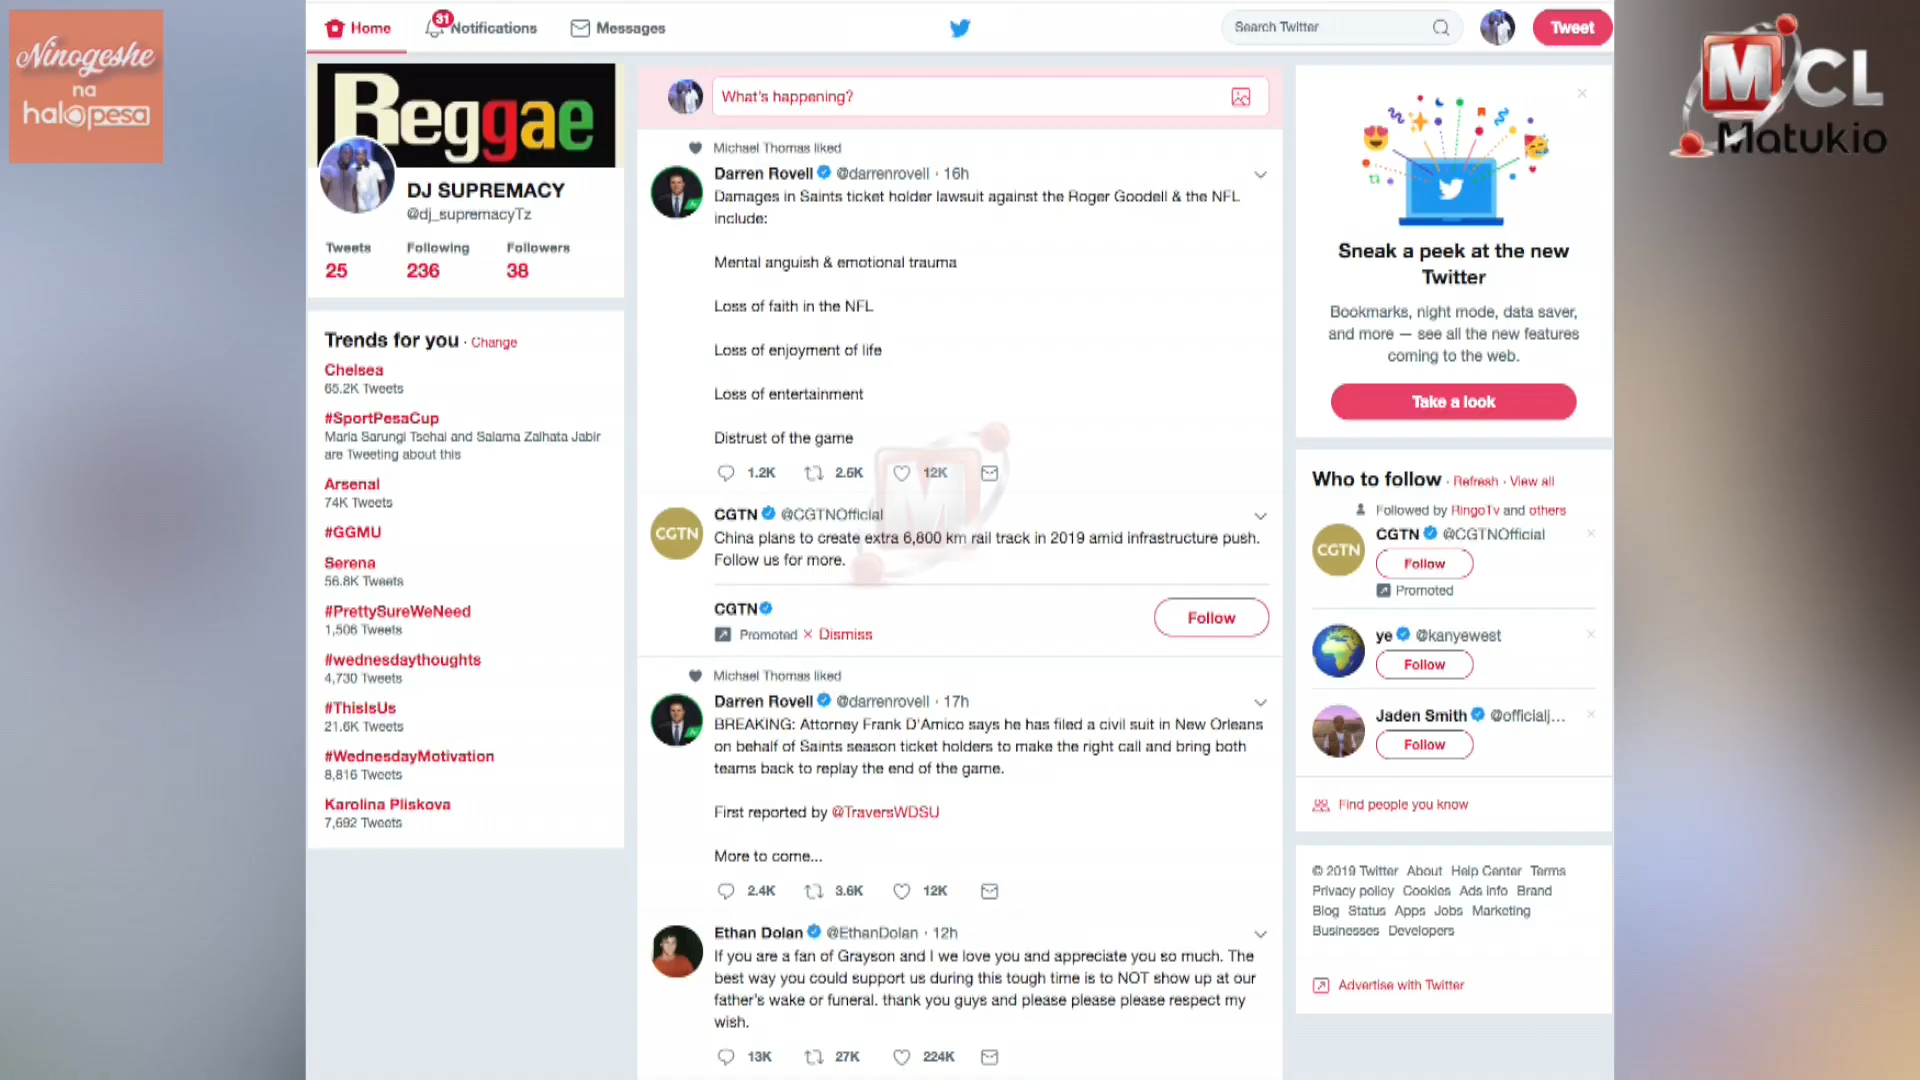 Ninogeshe
na
halopesa
Home
31
Notifications
Messages
Search Twitter
Tweet
MCL
Matukio
Reggae
DJ SUPREMACY
@dj_supremacyTz
Tweets Following Followers
25 236 38
Trends for you · Change
Chelsea
65.2K Tweets
#SportPesaCup
Maria Sarungi Tsehai and Salama Zalhata Jabir
are Tweeting about this
Arsenal
74K Tweets
#GGMU
Serena
56.8K Tweets
#PrettySureWeNeed
1,506 Tweets
#wednesdaythoughts
4,730 Tweets
#ThisIsUs
21.6K Tweets
#WednesdayMotivation
8,816 Tweets
Karolina Pliskova
7,692 Tweets
What's happening?
Michael Thomas liked
Darren Rovell @darrenrovell · 16h
Damages in Saints ticket holder lawsuit against the Roger Goodell & the NFL
include:
Mental anguish & emotional trauma
Loss of faith in the NFL
Loss of enjoyment of life
Loss of entertainment
Distrust of the game
1.2K 2.5K 12K
M
CGTN
CGTN @CGTNOfficial
China plans to create extra 6,800 km rail track in 2019 amid infrastructure push.
Follow us for more.
CGTN
Promoted × Dismiss
Follow
Michael Thomas liked
Darren Rovell @darrenrovell · 17h
BREAKING: Attorney Frank D'Amico says he has filed a civil suit in New Orleans
on behalf of Saints season ticket holders to make the right call and bring both
teams back to replay the end of the game.
First reported by @TraversWDSU
More to come...
2.4K 3.6K 12K
Ethan Dolan @EthanDolan · 12h
If you are a fan of Grayson and I we love you and appreciate you so much. The
best way you could support us during this tough time is to NOT show up at our
father's wake or funeral. thank you guys and please please please respect my
wish.
13K 27K 224K
Sneak a peek at the new
Twitter
Bookmarks, night mode, data saver,
and more — see all the new features
coming to the web.
Take a look
Who to follow · Refresh · View all
Followed by RingoTv and others
CGTN
CGTN @CGTNOfficial
Follow
Promoted
ye @kanyewest
Follow
Jaden Smith @officialj...
Follow
Find people you know
© 2019 Twitter About Help Center Terms
Privacy policy Cookies Ads info Brand
Blog Status Apps Jobs Marketing
Businesses Developers
Advertise with Twitter